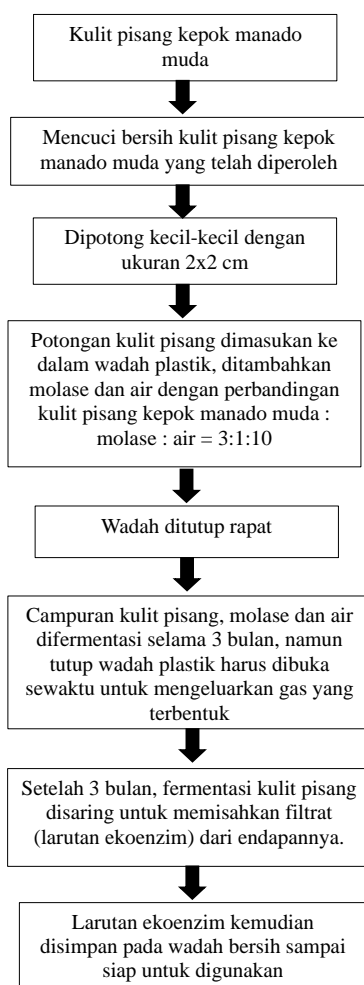 Kulit pisang kepok manado
muda
Mencuci bersih kulit pisang kepok
manado muda yang telah diperoleh
Dipotong kecil-kecil dengan
ukuran 2x2 cm
Potongan kulit pisang dimasukan ke
dalam wadah plastik, ditambahkan
molase dan air dengan perbandingan
kulit pisang kepok manado muda :
molase : air = 3:1:10
Wadah ditutup rapat
Campuran kulit pisang, molase dan air
difermentasi selama 3 bulan, namun
tutup wadah plastik harus dibuka
sewaktu untuk mengeluarkan gas yang
terbentuk
Setelah 3 bulan, fermentasi kulit pisang
disaring untuk memisahkan filtrat
(larutan ekoenzim) dari endapannya.
Larutan ekoenzim kemudian
disimpan pada wadah bersih sampai
siap untuk digunakan